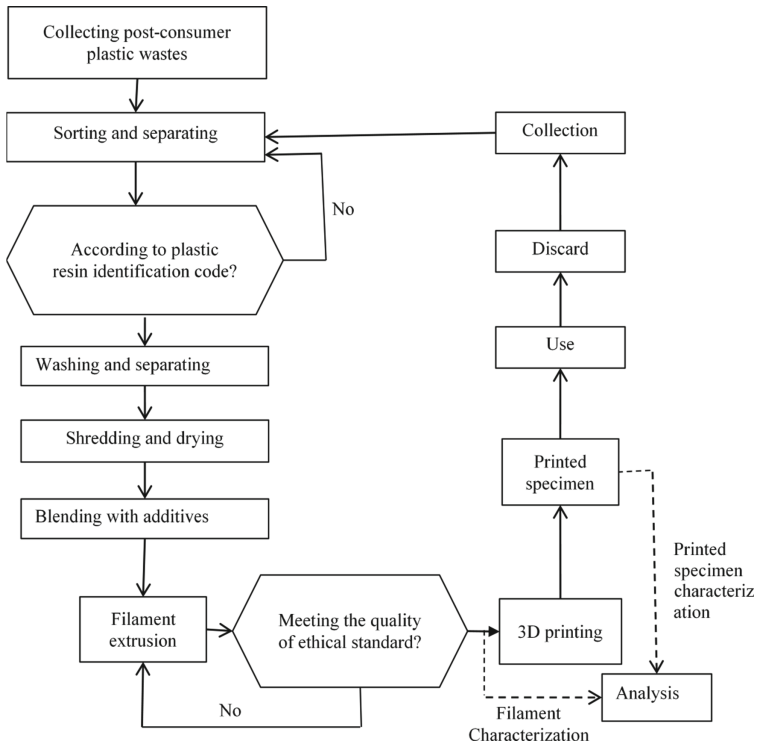 Collecting post-consumer
plastic wastes
Sorting and separating
No
According to plastic
resin identification code?
Washing and separating
Shredding and drying
Blending with additives
Filament
extrusion
Meeting the quality
of ethical standard?
No
3D printing
Printed
specimen
Use
Discard
Collection
Printed
specimen
characteriz
ation
Analysis
Filament
Characterization